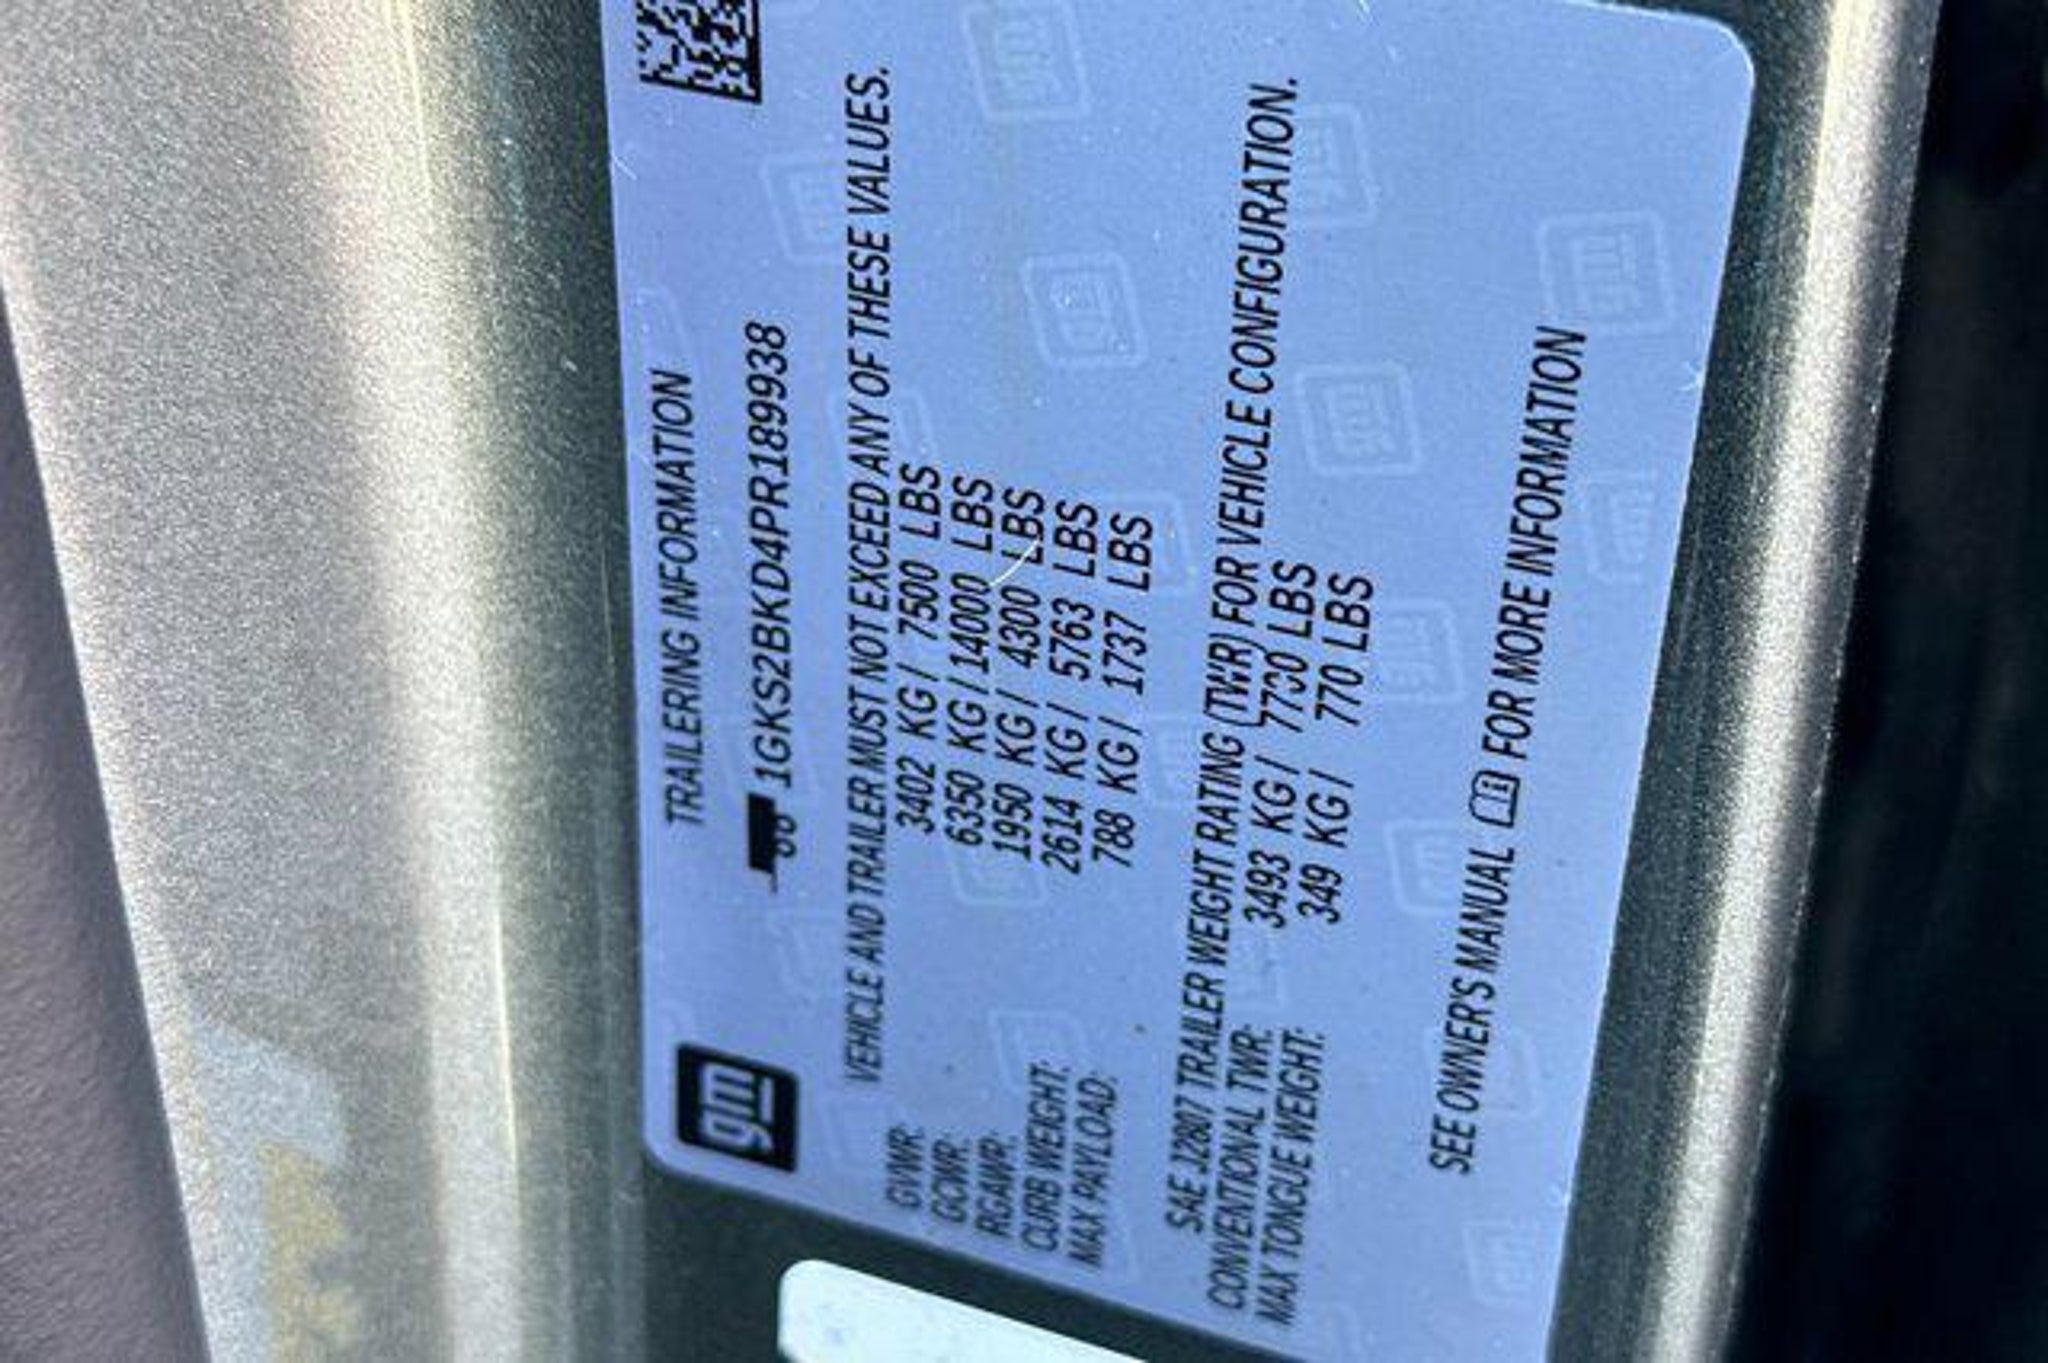 gm
TRAILERING INFORMATION
1GKS2BKD4PR189938
VEHICLE AND TRAILER MUST NOT EXCEED ANY OF THESE VALUES.
GVWR: 3402 KG / 7500 LBS
GCWR: 6350 KG / 14000 LBS
RGAWR: 1950 KG / 4300 LBS
CURB WEIGHT: 2614 KG / 5763 LBS
MAX PAYLOAD: 788 KG / 1737 LBS
SAE J2807 TRAILER WEIGHT RATING (TWR) FOR VEHICLE CONFIGURATION.
CONVENTIONAL TWR: 3493 KG / 7700 LBS
MAX TONGUE WEIGHT: 349 KG / 770 LBS
SEE OWNER'S MANUAL FOR MORE INFORMATION